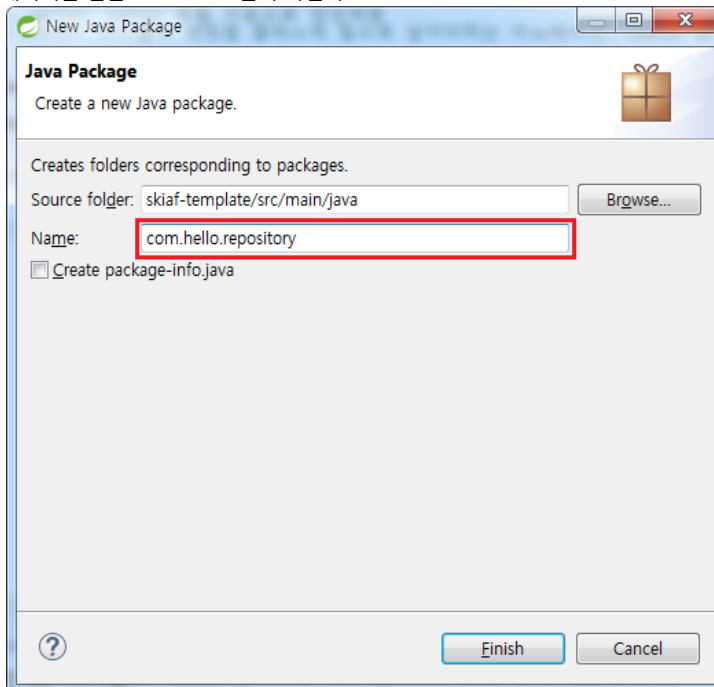 New Java Package
Java Package
Create a new Java package.
Creates folders corresponding to packages.
Source folder: skiaf-template/src/main/java Browse...
Name: com.hello.repository
Create package-info.java
Finish Cancel